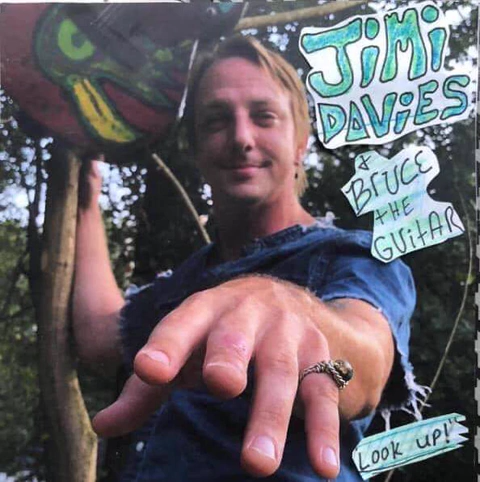 JiMi
DAViES
& BRUCE
THE
GUiTAR
LOOK UP!"